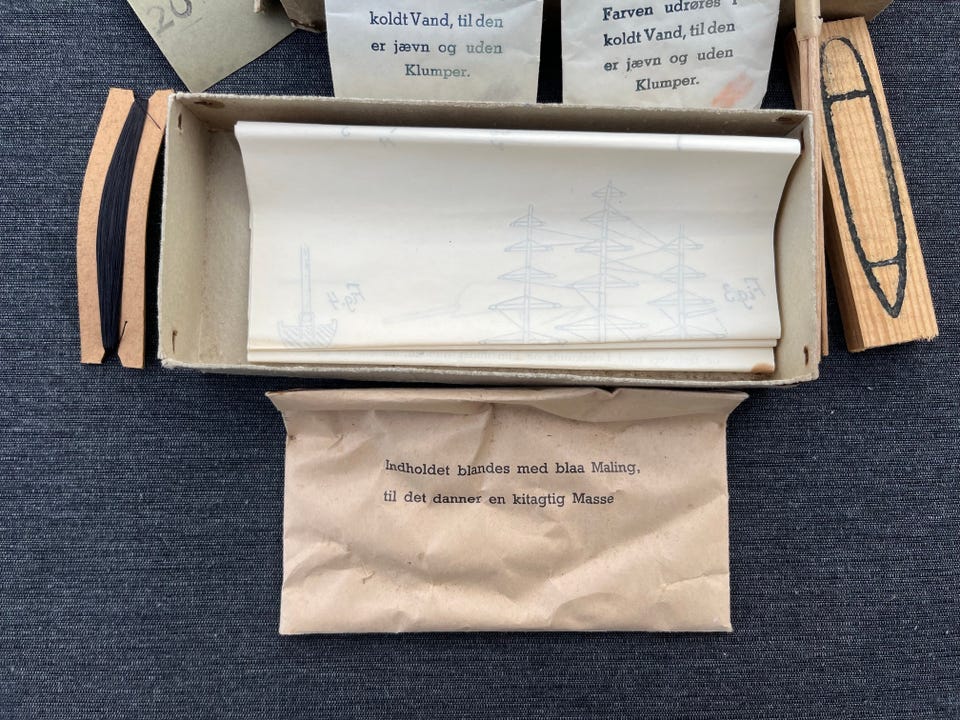 20
koldt Vand, til den
er jævn og uden
Klumper.
Farven udrøres i
koldt Vand, til den
er jævn og uden
Klumper.
Fig. 4
Fig. 3
Indholdet blandes med blaa Maling,
til det danner en kitagtig Masse